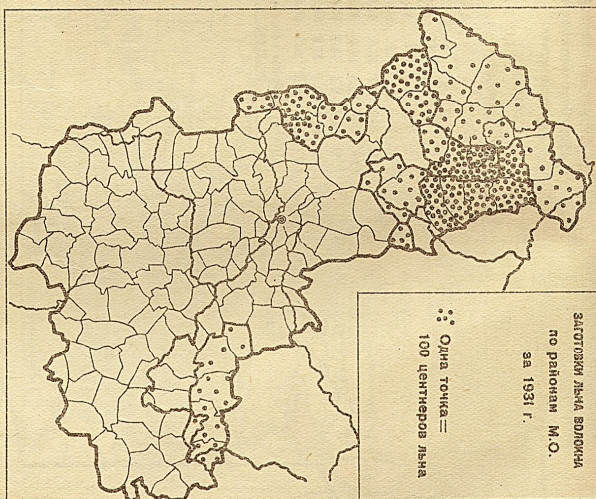 ЗАГОТОВКИ ЛЬНА ВОЛОКНА
по районам М.О.
за 1931 г.
Одна точка=
100 центнеров льна